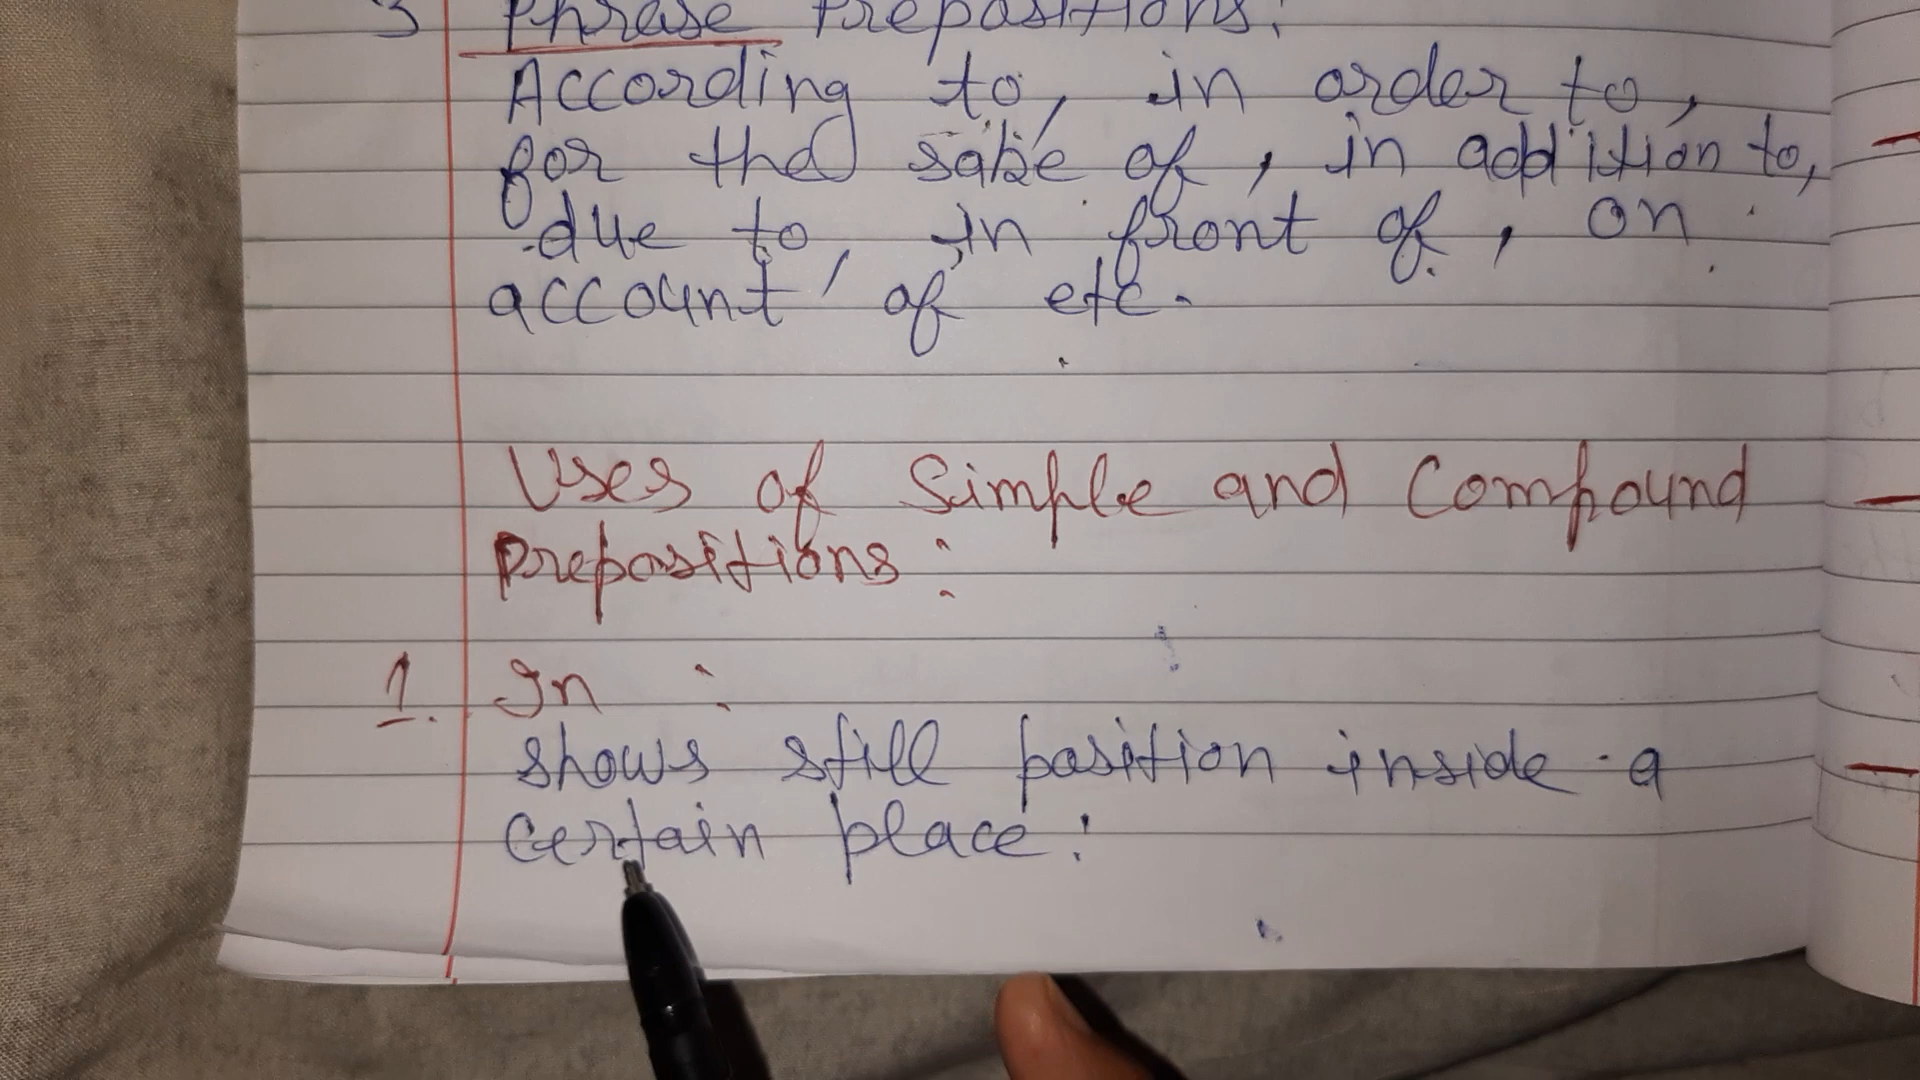 3 Phrase Prepositions:
According to, in order to,
for the sake of, in addition to,
due to, in front of, on
account of etc.
Uses of Simple and Compound
Prepositions:
1. In :
shows still position inside a
certain place: